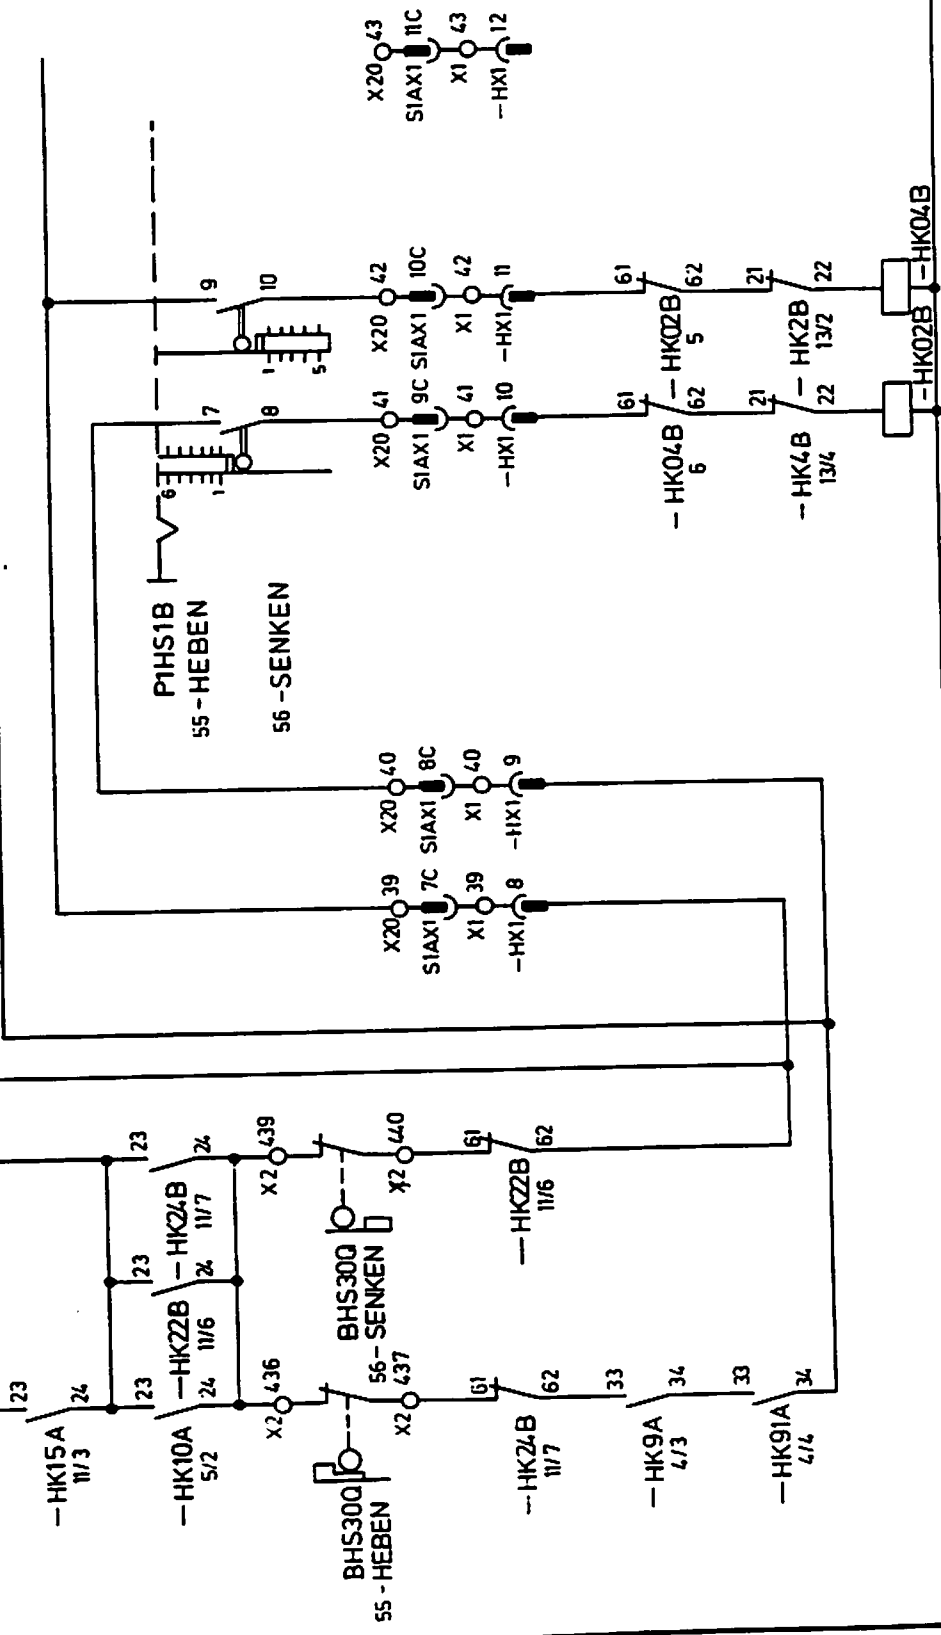 X20 43
S1AX1 11C
X1 43
-HX1 12
9
10
1
5
X20 42
S1AX1 10C
X1 42
-HX1 11
61
62
-HK02B
5
21
22
-HK2B
13/2
-HK04B
7
8
6
1
X20 41
S1AX1 9C
X1 41
-HX1 10
61
62
-HK04B
6
21
22
-HK4B
13/4
-HK02B
P1HS1B
55-HEBEN
56-SENKEN
X20 40
S1AX1 8C
X1 40
-HX1 9
X20 39
S1AX1 7C
X1 39
-HX1 8
23
24
-HK24B
11/7
X2 439
BHS30Q
56-SENKEN
X2 440
61
62
-HK22B
11/6
23
24
-HK22B
11/6
23
24
-HK15A
11/3
23
24
-HK10A
5/2
X2 436
BHS30Q
55-HEBEN
X2 437
61
62
-HK24B
11/7
33
34
-HK9A
4/3
33
34
-HK91A
4/4